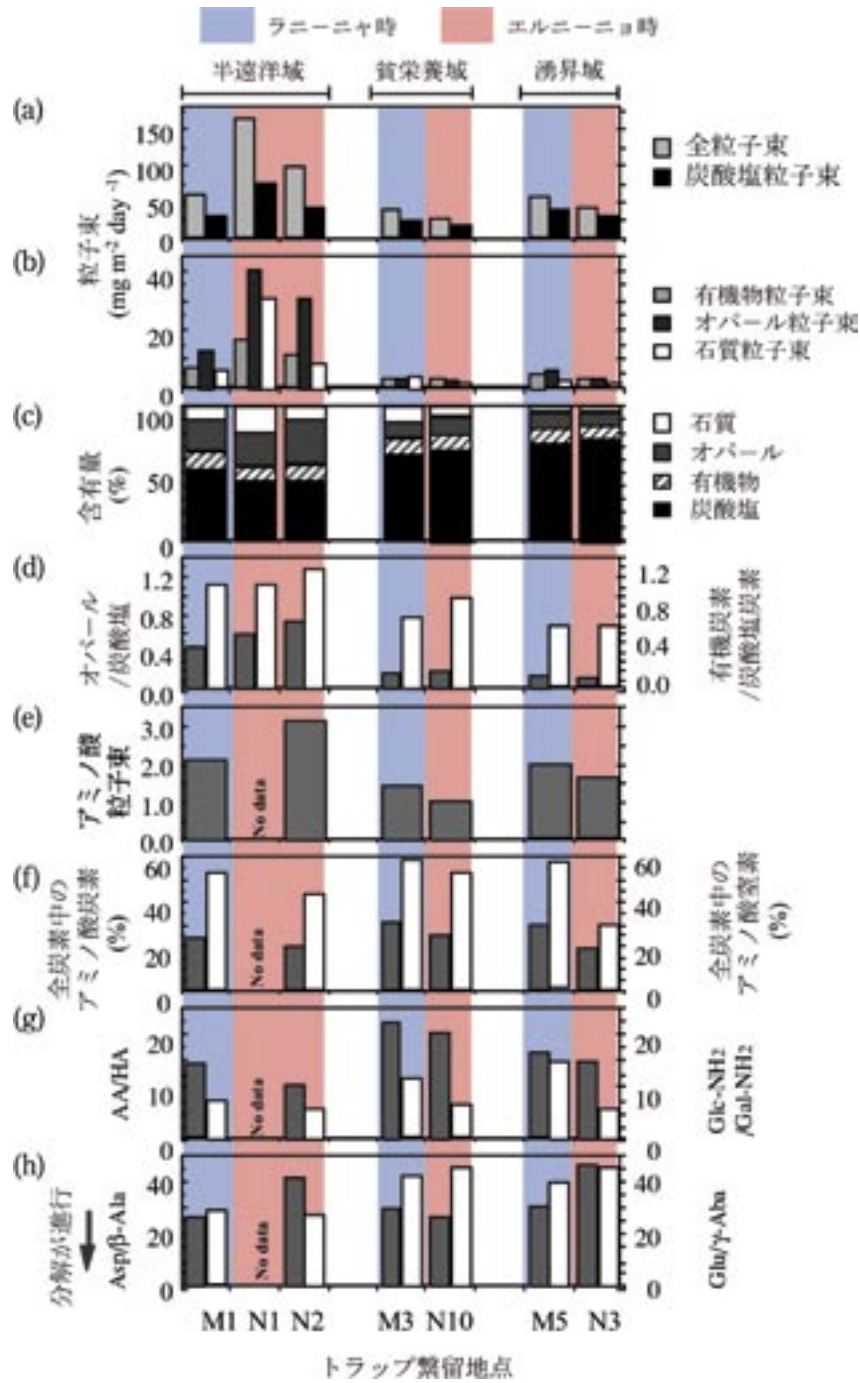 ラニーニャ時 エルニーニョ時
半遠洋域 貧栄養域 湧昇域
(a)
150
100
50
0
全粒子束
炭酸塩粒子束
粒子束
(mg m-2 day -1)
(b)
40
20
0
有機物粒子束
オパール粒子束
石質粒子束
(c)
100
50
0
含有量
(%)
石質
オパール
有機物
炭酸塩
(d)
1.2
0.8
0.4
0.0
オパール
/炭酸塩
1.2
0.8
0.4
0.0
有機炭素
/炭酸塩炭素
(e)
3.0
2.0
1.0
0.0
アミノ酸
粒子束
No data
(f)
60
40
20
0
全炭素中の
アミノ酸炭素
(%)
No data
60
40
20
0
全炭素中の
アミノ酸窒素
(%)
(g)
20
10
0
AA/HA
No data
20
10
0
Glc-NH2
/Gal-NH2
(h)
40
20
0
分解が進行
Asp/β-Ala
No data
40
20
0
Glu/γ-Aba
M1 N1 N2 M3 N10 M5 N3
トラップ繋留地点